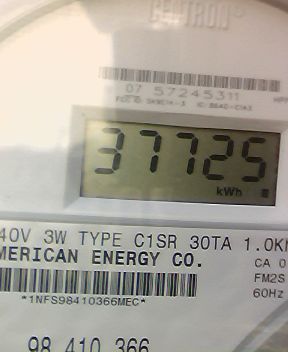 CENTRON
07 57245311
37725
kWh
40V 3W TYPE C1SR 30TA 1.0K
MERICAN ENERGY CO.
CA 0
FM2S
60Hz
*1NFS98410366MEC*
98 410 366